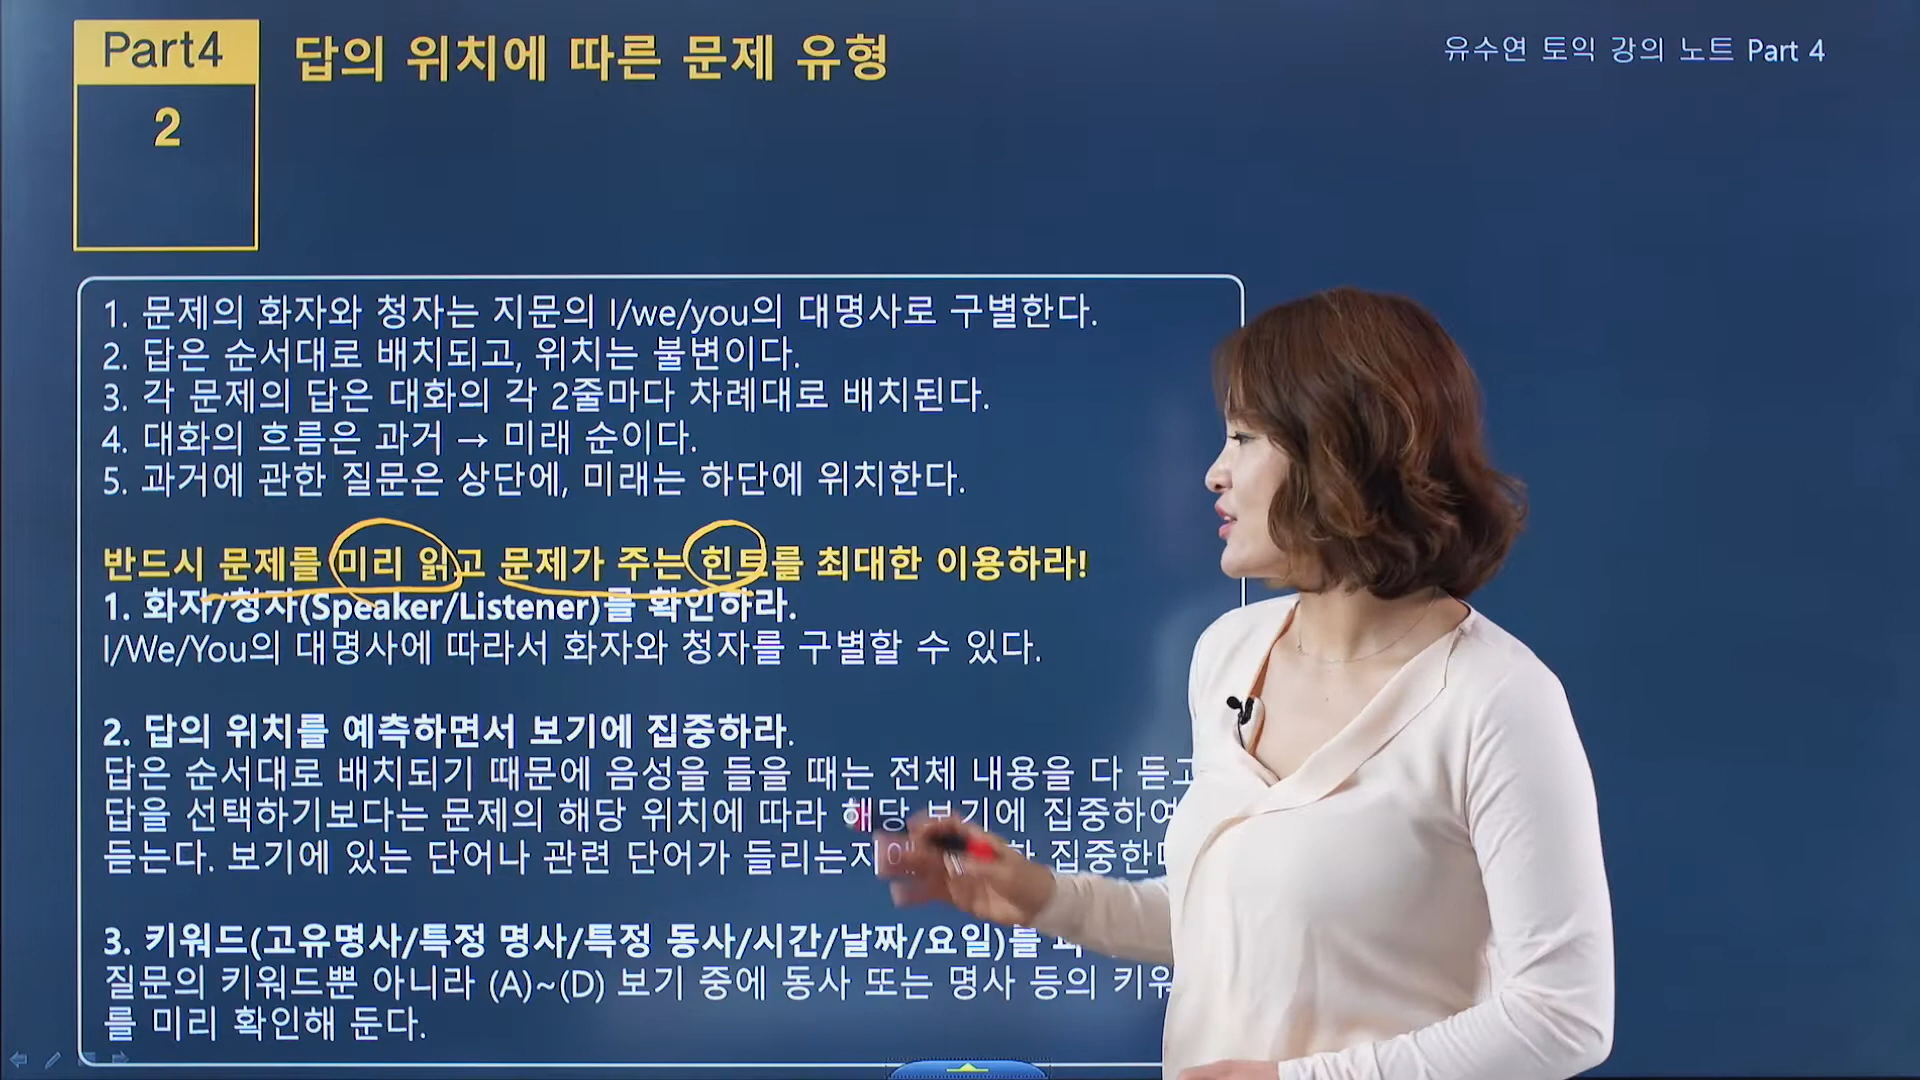 Part4
2
답의 위치에 따른 문제 유형
유수연 토익 강의 노트 Part 4
1. 문제의 화자와 청자는 지문의 I/we/you의 대명사로 구별한다.
2. 답은 순서대로 배치되고, 위치는 불변이다.
3. 각 문제의 답은 대화의 각 2줄마다 차례대로 배치된다.
4. 대화의 흐름은 과거 → 미래 순이다.
5. 과거에 관한 질문은 상단에, 미래는 하단에 위치한다.
반드시 문제를 미리 읽고 문제가 주는 힌트를 최대한 이용하라!
1. 화자/청자(Speaker/Listener)를 확인하라.
I/We/You의 대명사에 따라서 화자와 청자를 구별할 수 있다.
2. 답의 위치를 예측하면서 보기에 집중하라.
답은 순서대로 배치되기 때문에 음성을 들을 때는 전체 내용을 다 듣고
답을 선택하기보다는 문제의 해당 위치에 따라 해당 보기에 집중하여
듣는다. 보기에 있는 단어나 관련 단어가 들리는지에 집중한다
3. 키워드(고유명사/특정 명사/특정 동사/시간/날짜/요일)를
질문의 키워드뿐 아니라 (A)~(D) 보기 중에 동사 또는 명사 등의 키워
를 미리 확인해 둔다.